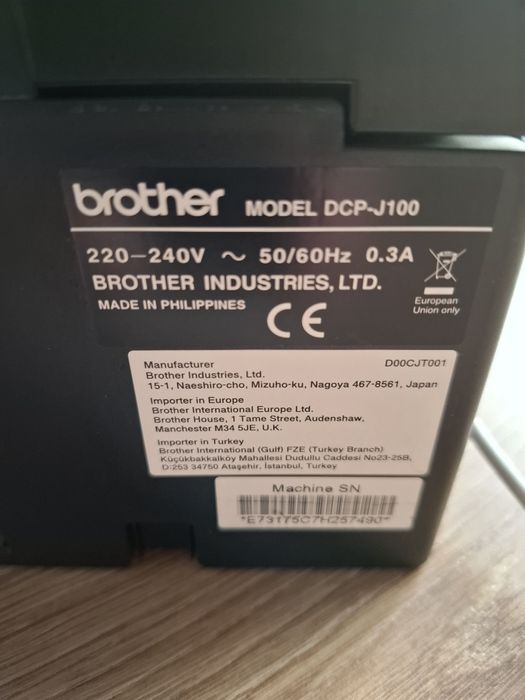 brother MODEL DCP-J100
220-240V ~ 50/60Hz 0.3A
BROTHER INDUSTRIES, LTD.
MADE IN PHILIPPINES
CE
European
Union only
Manufacturer D00CJT001
Brother Industries, Ltd.
15-1, Naeshiro-cho, Mizuho-ku, Nagoya 467-8561, Japan
Importer in Europe
Brother International Europe Ltd.
Brother House, 1 Tame Street, Audenshaw,
Manchester M34 5JE, U.K.
Importer in Turkey
Brother International (Gulf) FZE (Turkey Branch)
Küçükbakkalköy Mahallesi Dudullu Caddesi No23-25B,
D:253 34750 Ataşehir, İstanbul, Turkey
Machine SN
*E73175C7H257490*